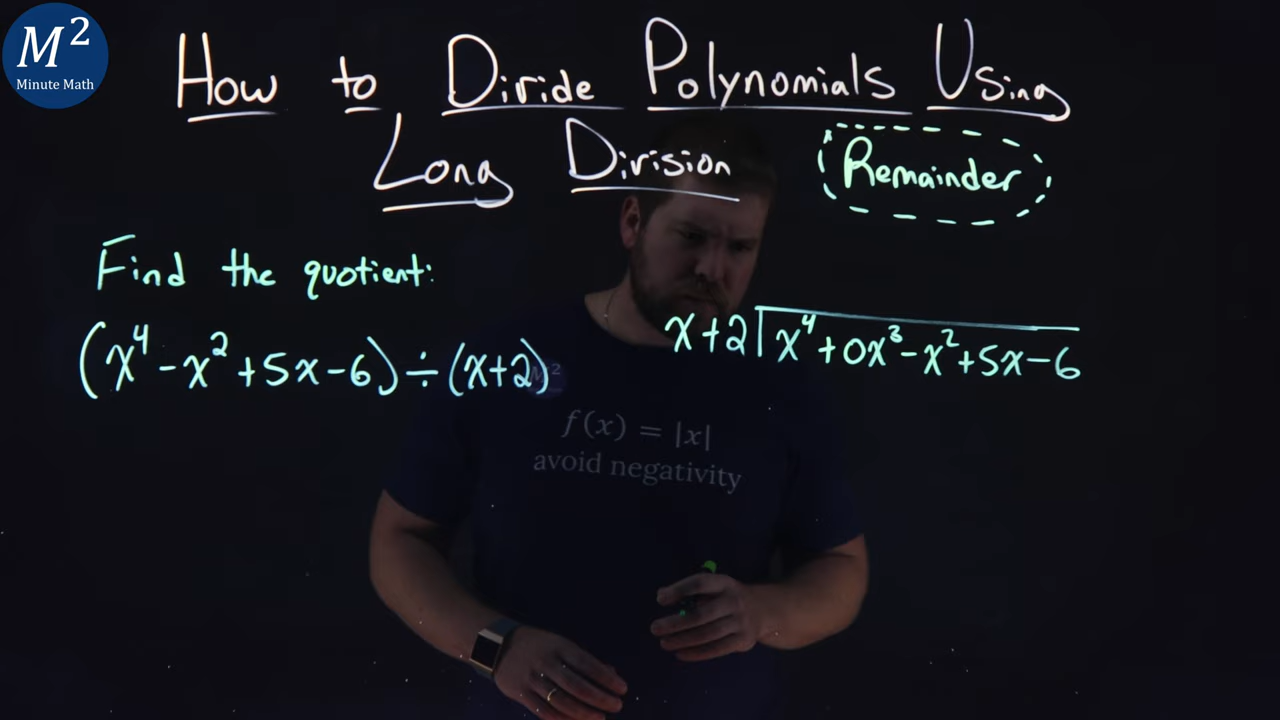 M²
Minute Math
How to Divide Polynomials Using
Long Division
Remainder
Find the quotient:
(x⁴ - x² + 5x - 6) ÷ (x+2)
x+2 x⁴ + 0x³ - x² + 5x - 6
M²
f(x) = |x|
avoid negativity